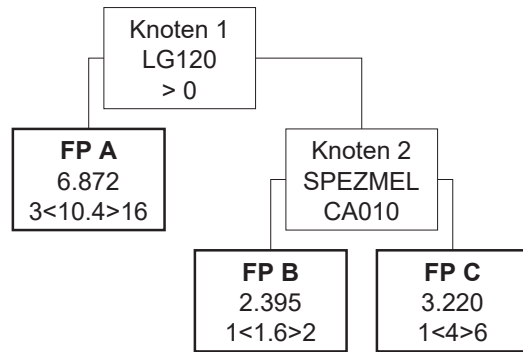 Knoten 1
LG120
> 0
FP A
6.872
3<10.4>16
Knoten 2
SPEZMEL
CA010
FP B
2.395
1<1.6>2
FP C
3.220
1<4>6